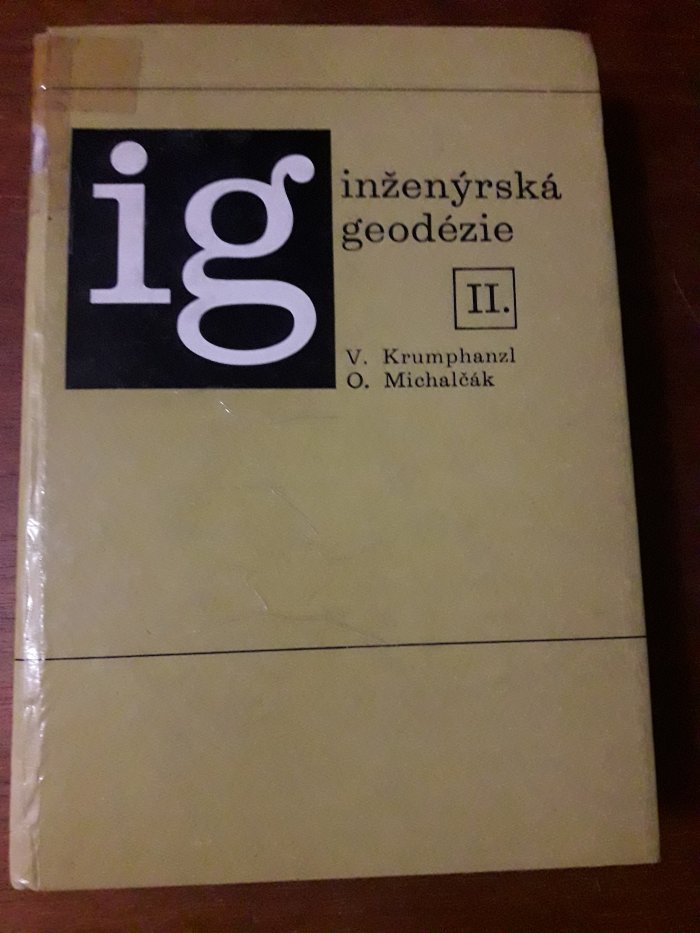 ig
inženýrská
geodézie
II.
V. Krumphanzl
O. Michalčák